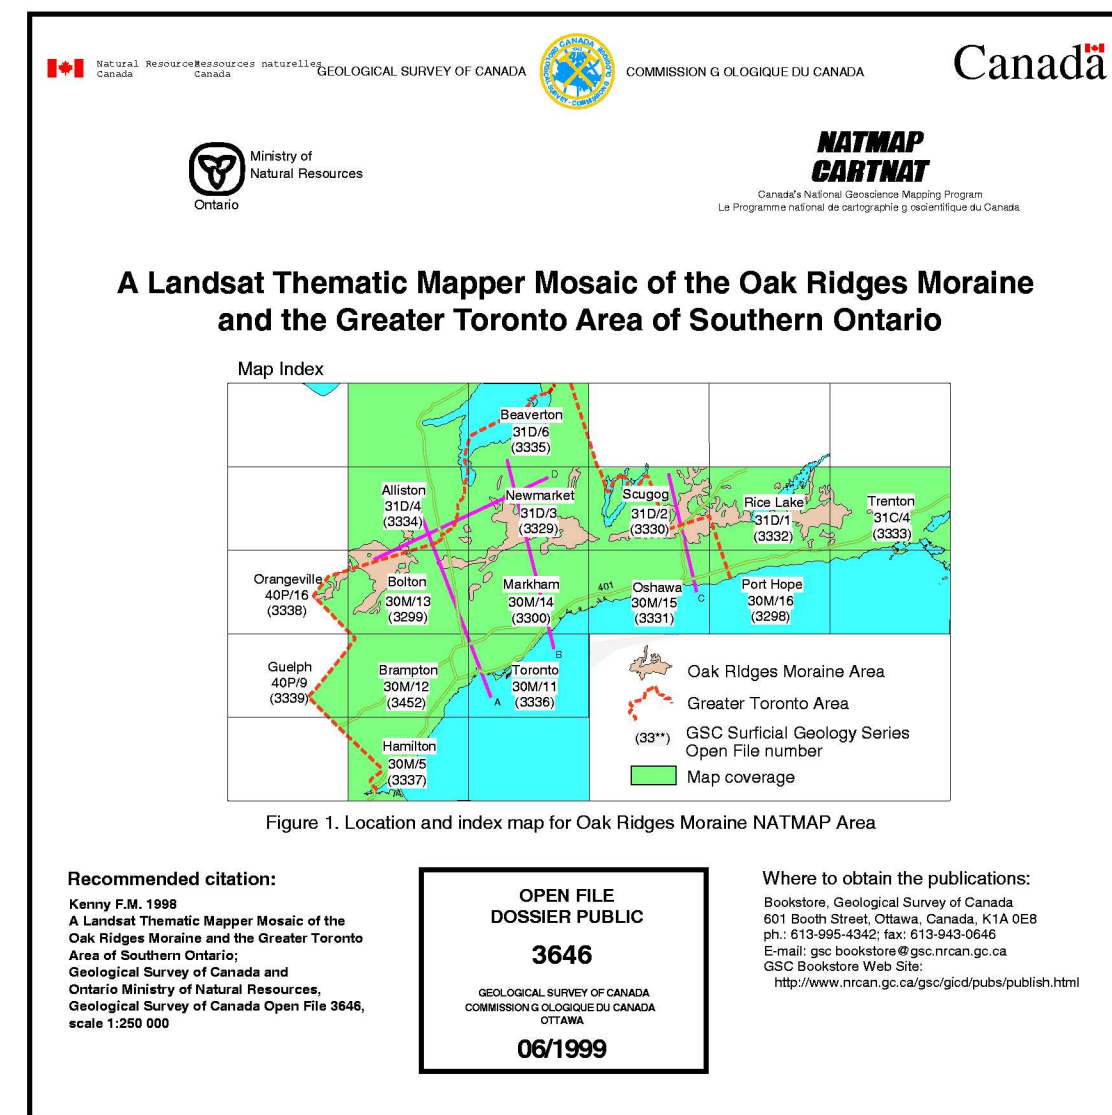 Natural Resources Ressources naturelles
Canada Canada
GEOLOGICAL SURVEY OF CANADA
COMMISSION G OLOGIQUE DU CANADA
Canada
Ministry of
Natural Resources
Ontario
NATMAP
CARTNAT
Canada's National Geoscience Mapping Program
Le Programme national de cartographie g oscientifique du Canada
A Landsat Thematic Mapper Mosaic of the Oak Ridges Moraine
and the Greater Toronto Area of Southern Ontario
Map Index
Beaverton
31D/6
(3335)
Alliston
31D/4
(3334)
D
Newmarket
31D/3
(3329)
Scugog
31D/2
(3330)
Rice Lake
31D/1
(3332)
Trenton
31C/4
(3333)
Orangeville
40P/16
(3338)
Bolton
30M/13
(3299)
Markham
30M/14
(3300)
401
Oshawa
30M/15
(3331)
C
Port Hope
30M/16
(3298)
Guelph
40P/9
(3339)
Brampton
30M/12
(3452)
B
Toronto
30M/11
(3336)
A
Hamilton
30M/5
(3337)
Oak RIdges Moraine Area
Greater Toronto Area
(33**) GSC Surficial Geology Series
Open File number
Map coverage
Figure 1. Location and index map for Oak Ridges Moraine NATMAP Area
Recommended citation:
Kenny F.M. 1998
A Landsat Thematic Mapper Mosaic of the
Oak Ridges Moraine and the Greater Toronto
Area of Southern Ontario;
Geological Survey of Canada and
Ontario Ministry of Natural Resources,
Geological Survey of Canada Open File 3646,
scale 1:250 000
OPEN FILE
DOSSIER PUBLIC
3646
GEOLOGICAL SURVEY OF CANADA
COMMISSION G OLOGIQUE DU CANADA
OTTAWA
06/1999
Where to obtain the publications:
Bookstore, Geological Survey of Canada
601 Booth Street, Ottawa, Canada, K1A 0E8
ph.: 613-995-4342; fax: 613-943-0646
E-mail: gsc bookstore@gsc.nrcan.gc.ca
GSC Bookstore Web Site:
http://www.nrcan.gc.ca/gsc/gicd/pubs/publish.html